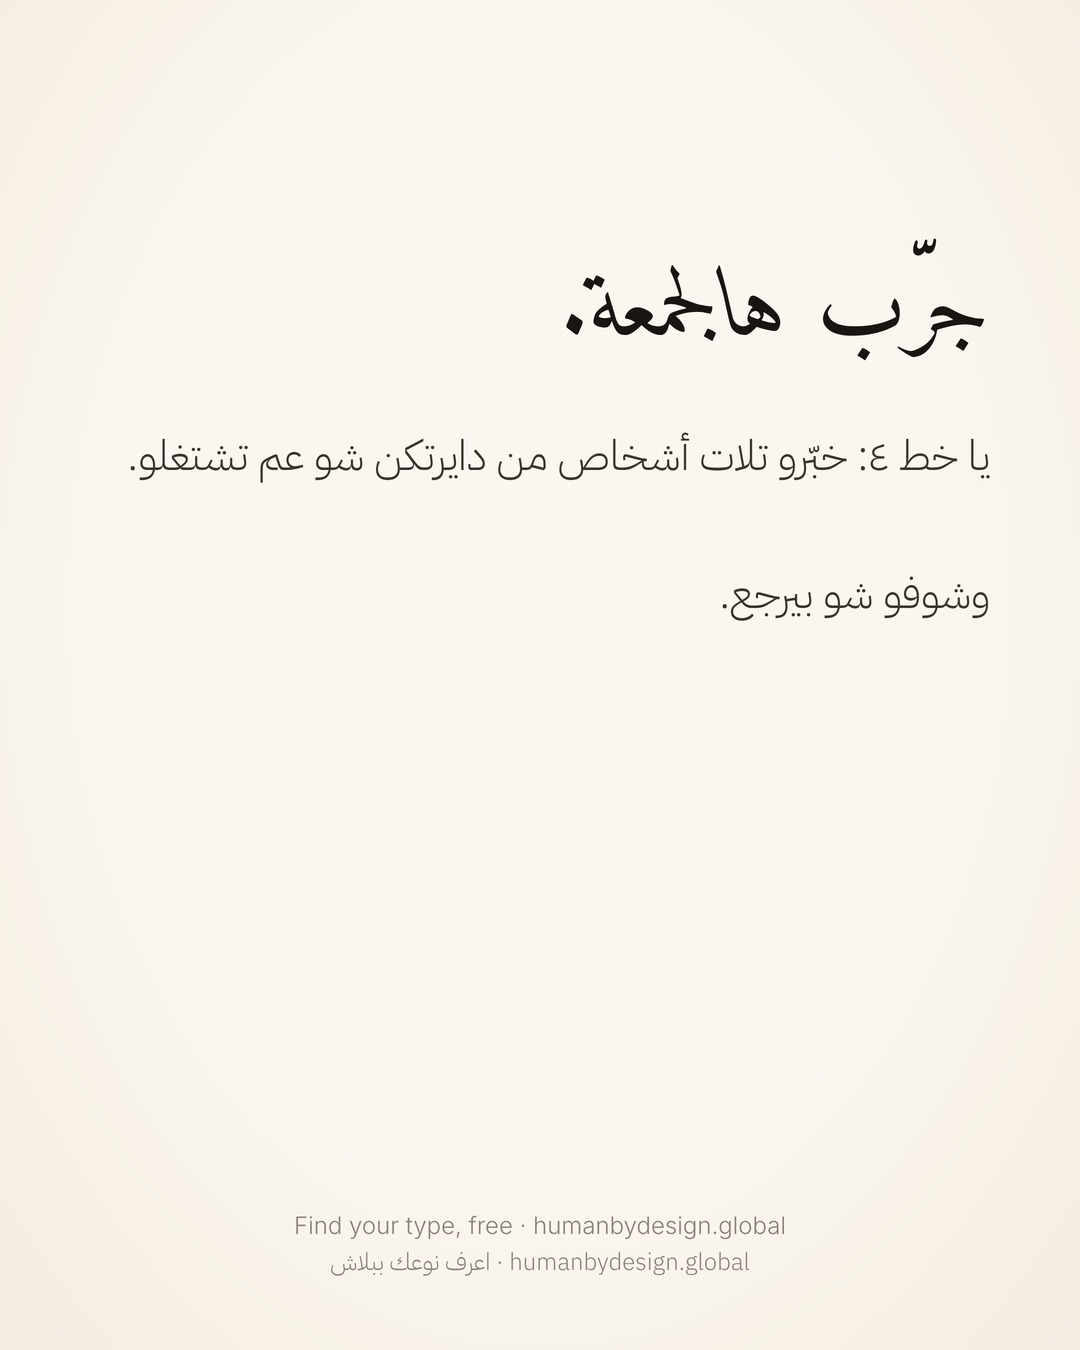 جرّب هالجمعة.
يا خط ٤: خبّرو تلات أشخاص من دايرتكن شو عم تشتغلو.
وشوفو شو بيرجع.
Find your type, free · humanbydesign.global
اعرف نوعك ببلاش · humanbydesign.global